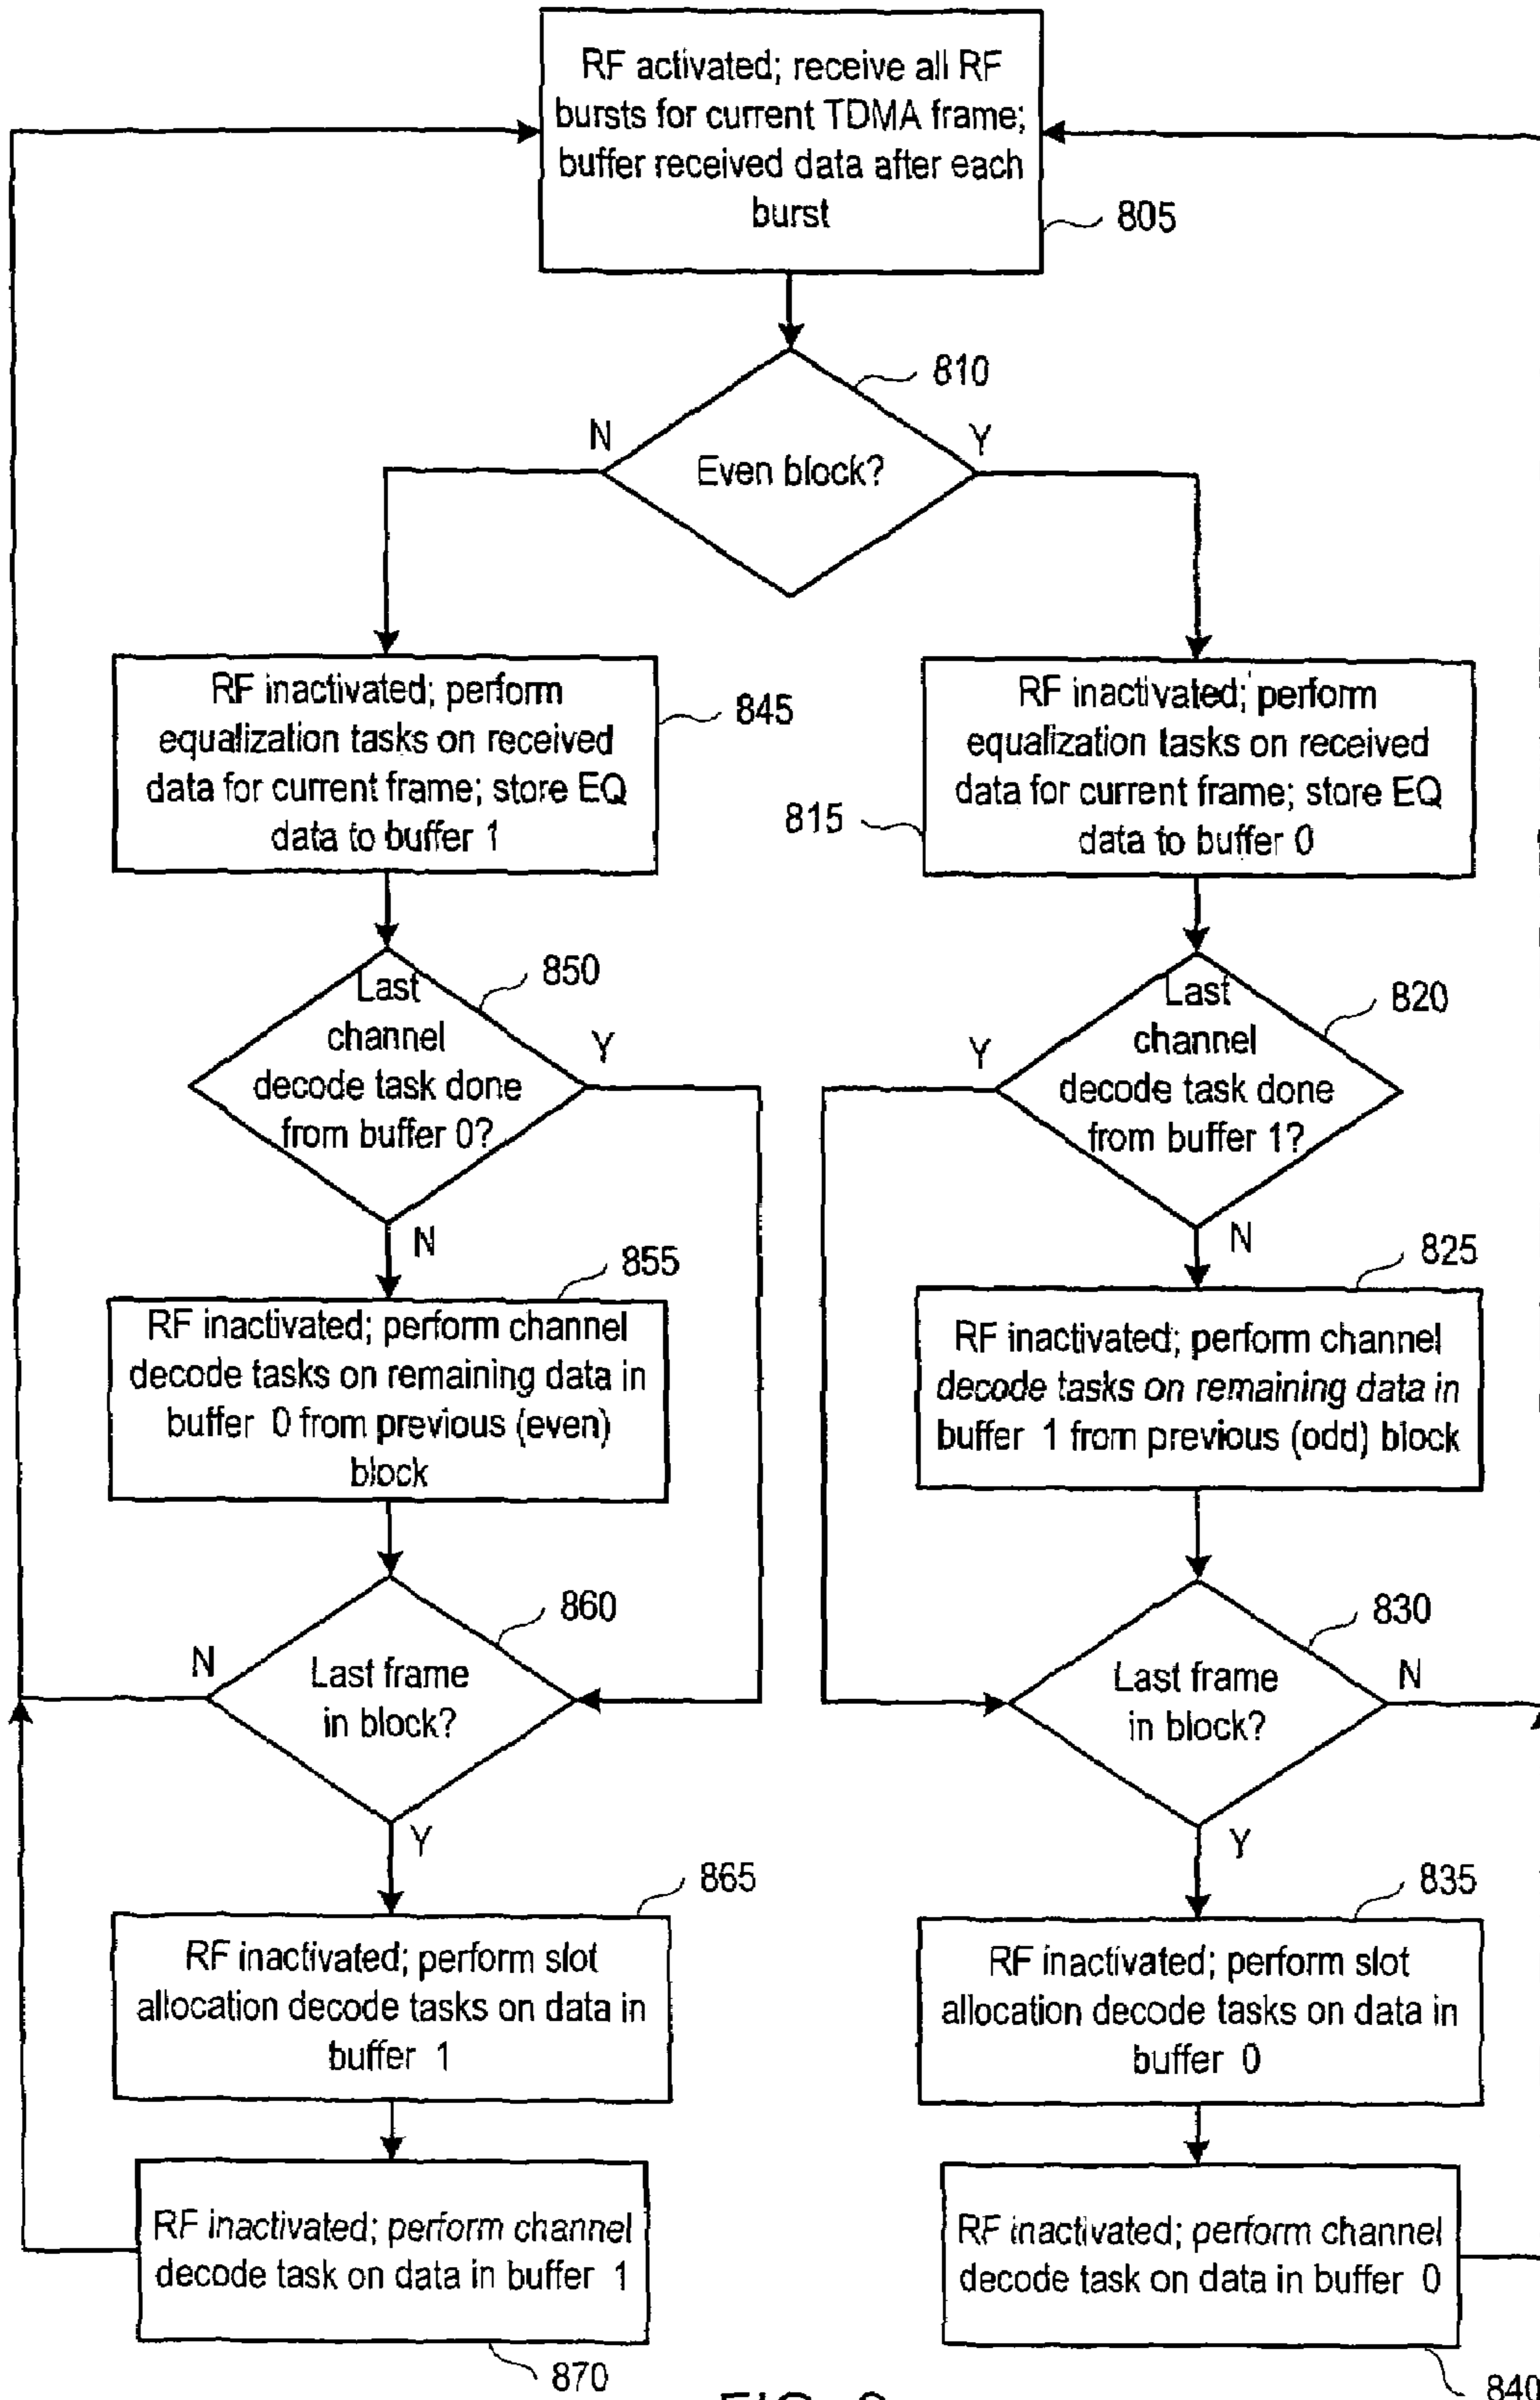 RF activated; receive all RF
bursts for current TDMA frame;
buffer received data after each
burst
805
810
N
Y
Even block?
RF inactivated; perform
equalization tasks on received
data for current frame; store EQ
data to buffer 1
845
RF inactivated; perform
equalization tasks on received
data for current frame; store EQ
data to buffer 0
815
Last
channel
decode task done
from buffer 0?
850
Y
N
Last
channel
decode task done
from buffer 1?
820
Y
N
855
RF inactivated; perform channel
decode tasks on remaining data in
buffer 0 from previous (even)
block
825
RF inactivated; perform channel
decode tasks on remaining data in
buffer 1 from previous (odd) block
860
N
Last frame
in block?
Y
830
Last frame
in block?
N
Y
865
RF inactivated; perform slot
allocation decode tasks on data in
buffer 1
835
RF inactivated; perform slot
allocation decode tasks on data in
buffer 0
RF inactivated; perform channel
decode task on data in buffer 1
870
RF inactivated; perform channel
decode task on data in buffer 0
840
FIG.